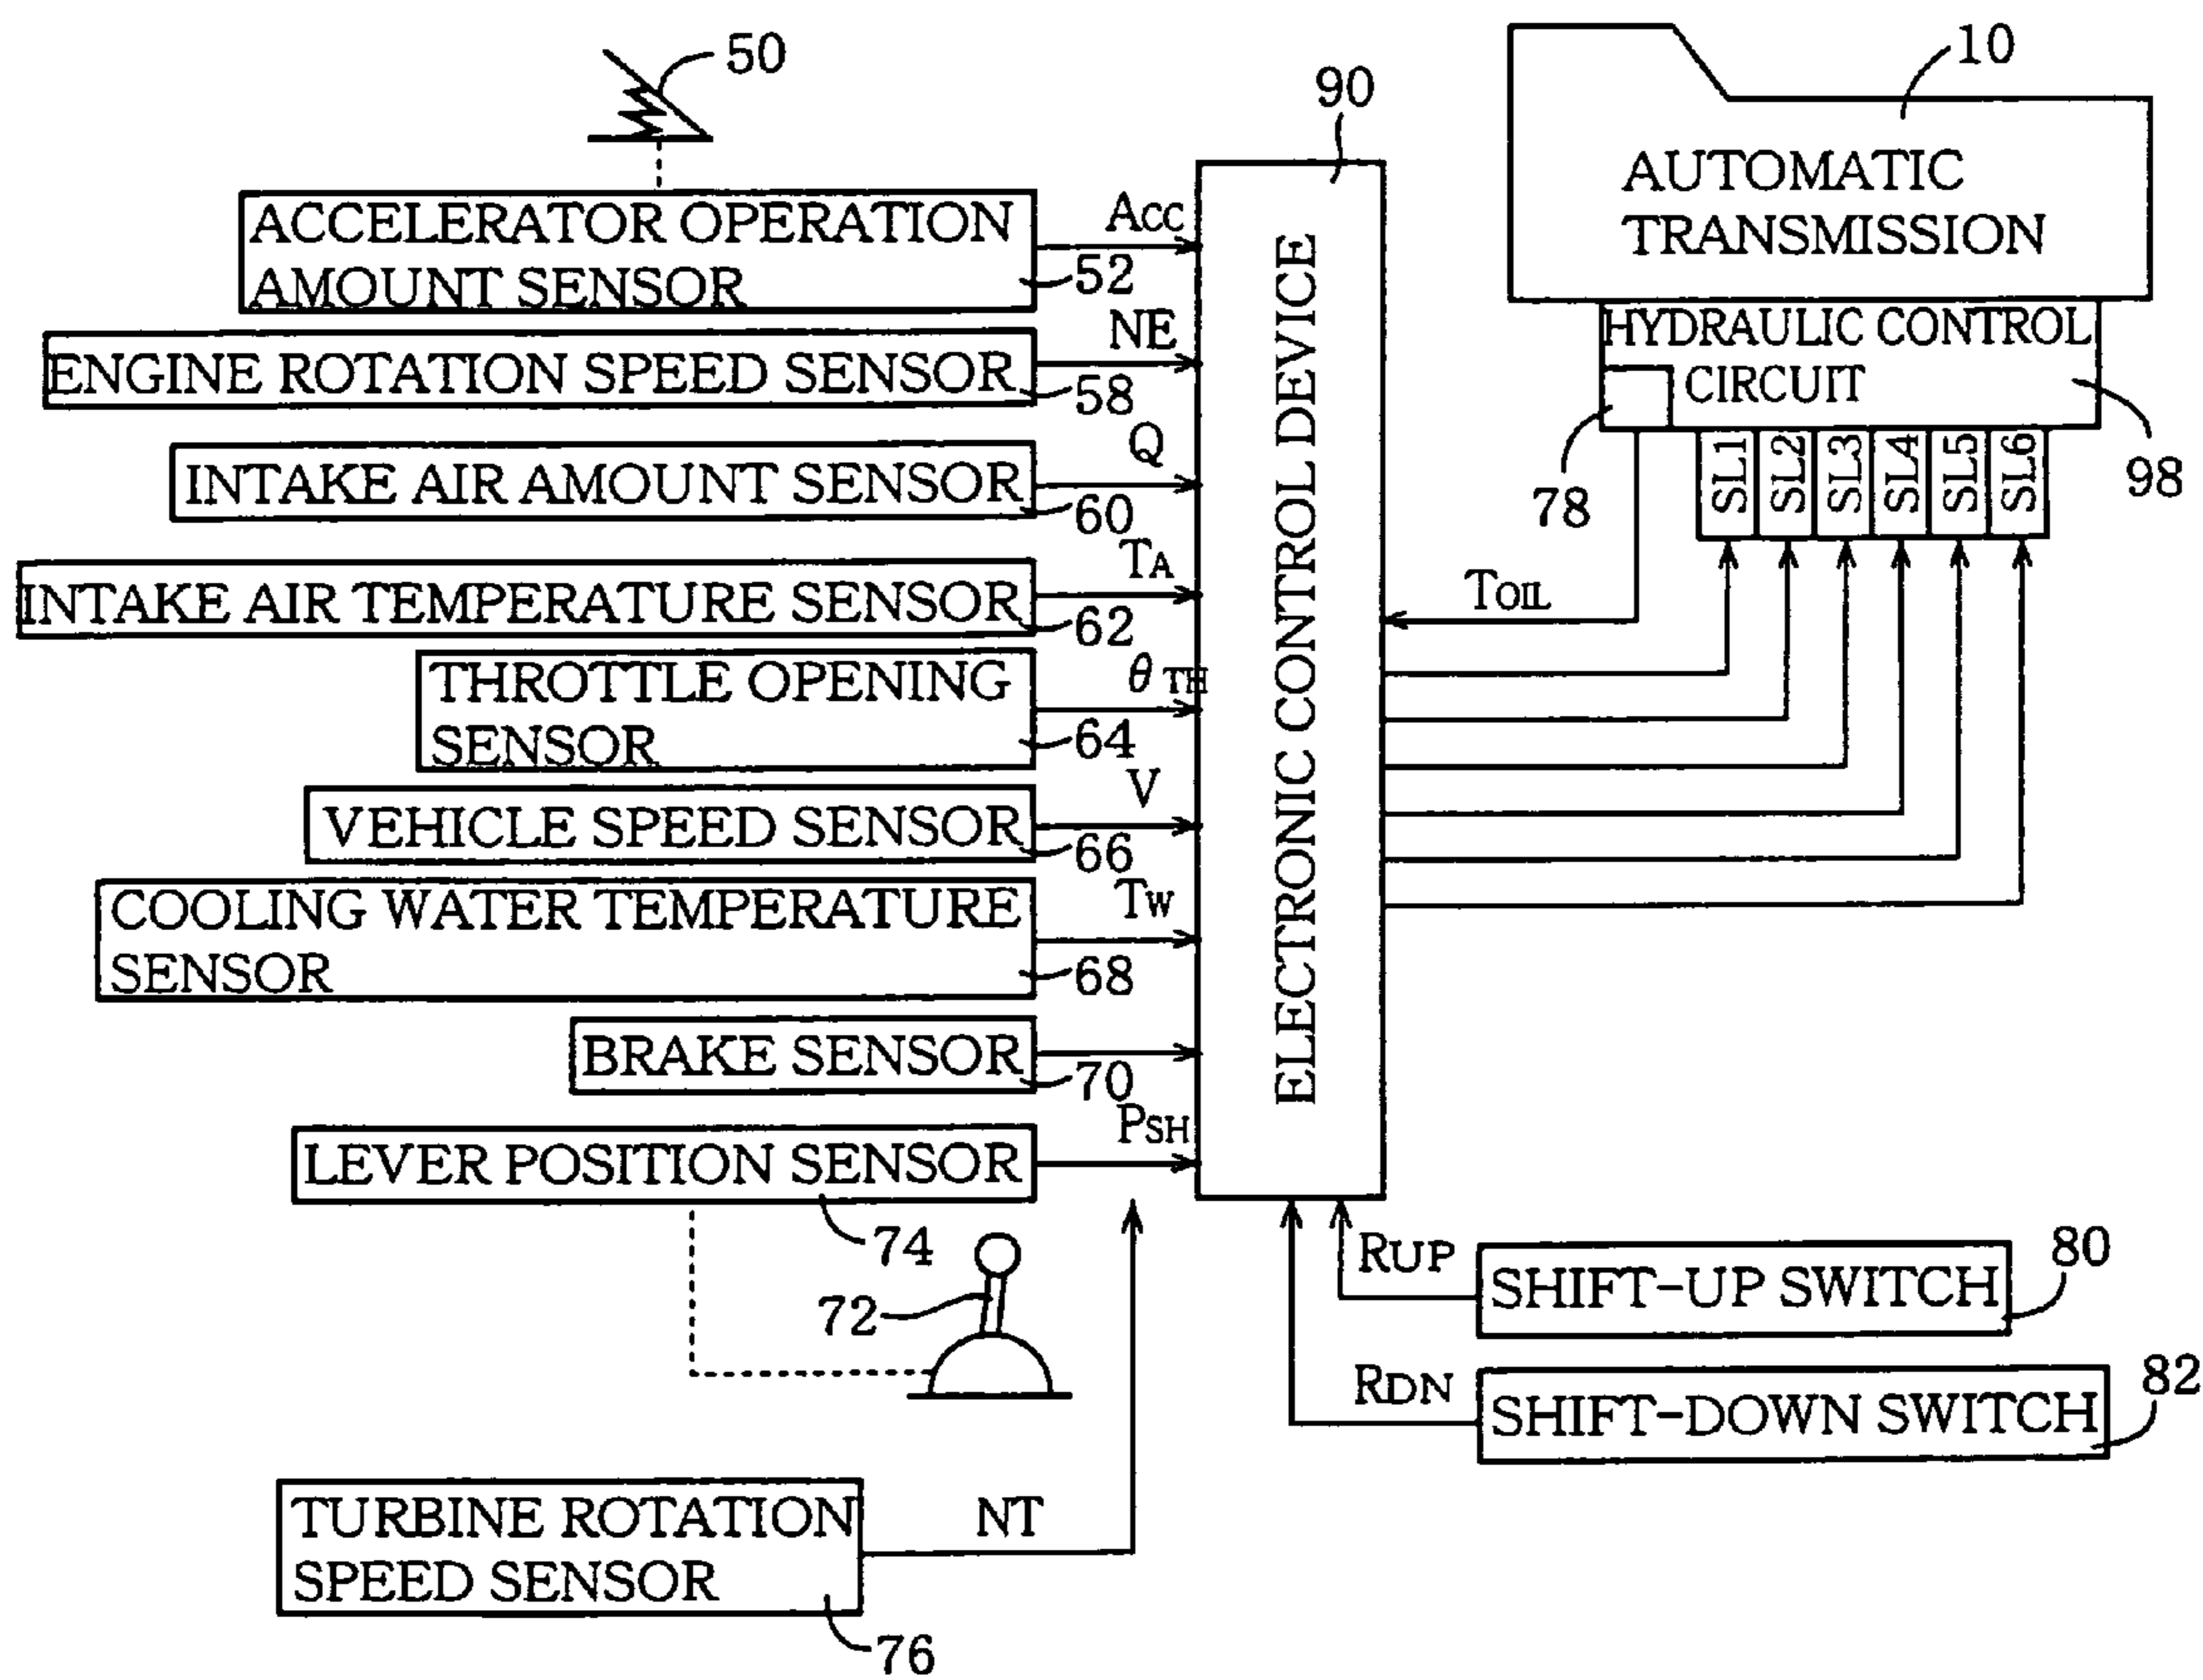 50
ACCELERATOR OPERATION
AMOUNT SENSOR
52
ACC
ENGINE ROTATION SPEED SENSOR
58
NE
INTAKE AIR AMOUNT SENSOR
60
Q
INTAKE AIR TEMPERATURE SENSOR
62
TA
THROTTLE OPENING
SENSOR
64
θTH
VEHICLE SPEED SENSOR
66
V
COOLING WATER TEMPERATURE
SENSOR
68
TW
BRAKE SENSOR
70
LEVER POSITION SENSOR
74
PSH
72
TURBINE ROTATION
SPEED SENSOR
76
NT
90
ELECTRONIC CONTROL DEVICE
10
AUTOMATIC
TRANSMISSION
HYDRAULIC CONTROL
CIRCUIT
78
98
SL1
SL2
SL3
SL4
SL5
SL6
TOIL
RUP
SHIFT-UP SWITCH
80
RDN
SHIFT-DOWN SWITCH
82